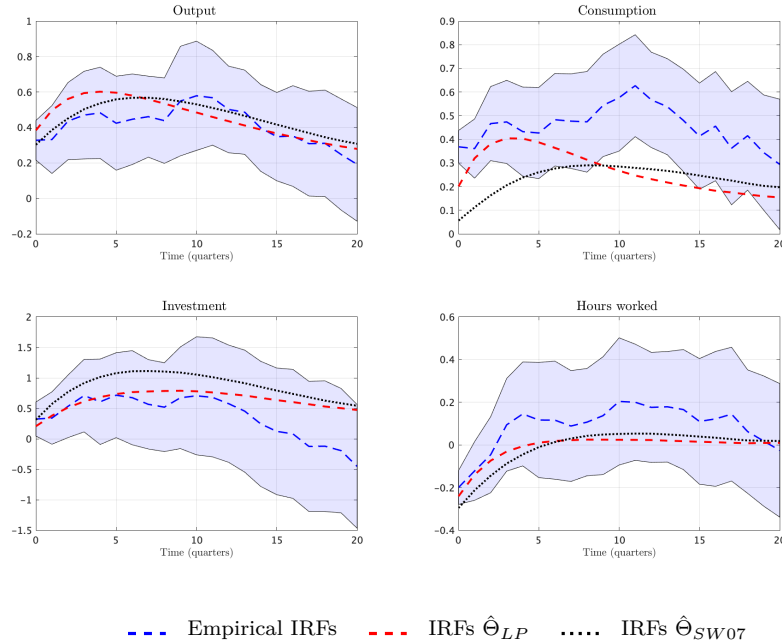 Output
1
0.8
0.6
0.4
0.2
0
-0.2
0 5 10 15 20
Time (quarters)
Consumption
0.9
0.8
0.7
0.6
0.5
0.4
0.3
0.2
0.1
0
0 5 10 15 20
Time (quarters)
Investment
2
1.5
1
0.5
0
-0.5
-1
-1.5
0 5 10 15 20
Time (quarters)
Hours worked
0.6
0.4
0.2
0
-0.2
-0.4
0 5 10 15 20
Time (quarters)
Empirical IRFs IRFs Θ̂_LP IRFs Θ̂_SW07